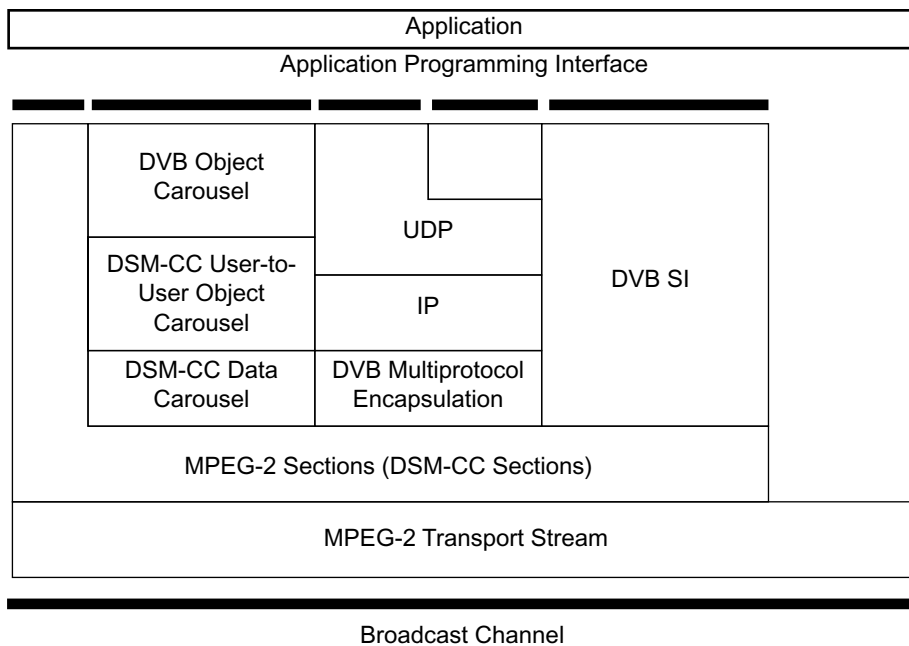 Application
Application Programming Interface
DVB Object
Carousel
UDP
DSM-CC User-to-
User Object
Carousel
IP
DVB SI
DSM-CC Data
Carousel
DVB Multiprotocol
Encapsulation
MPEG-2 Sections (DSM-CC Sections)
MPEG-2 Transport Stream
Broadcast Channel